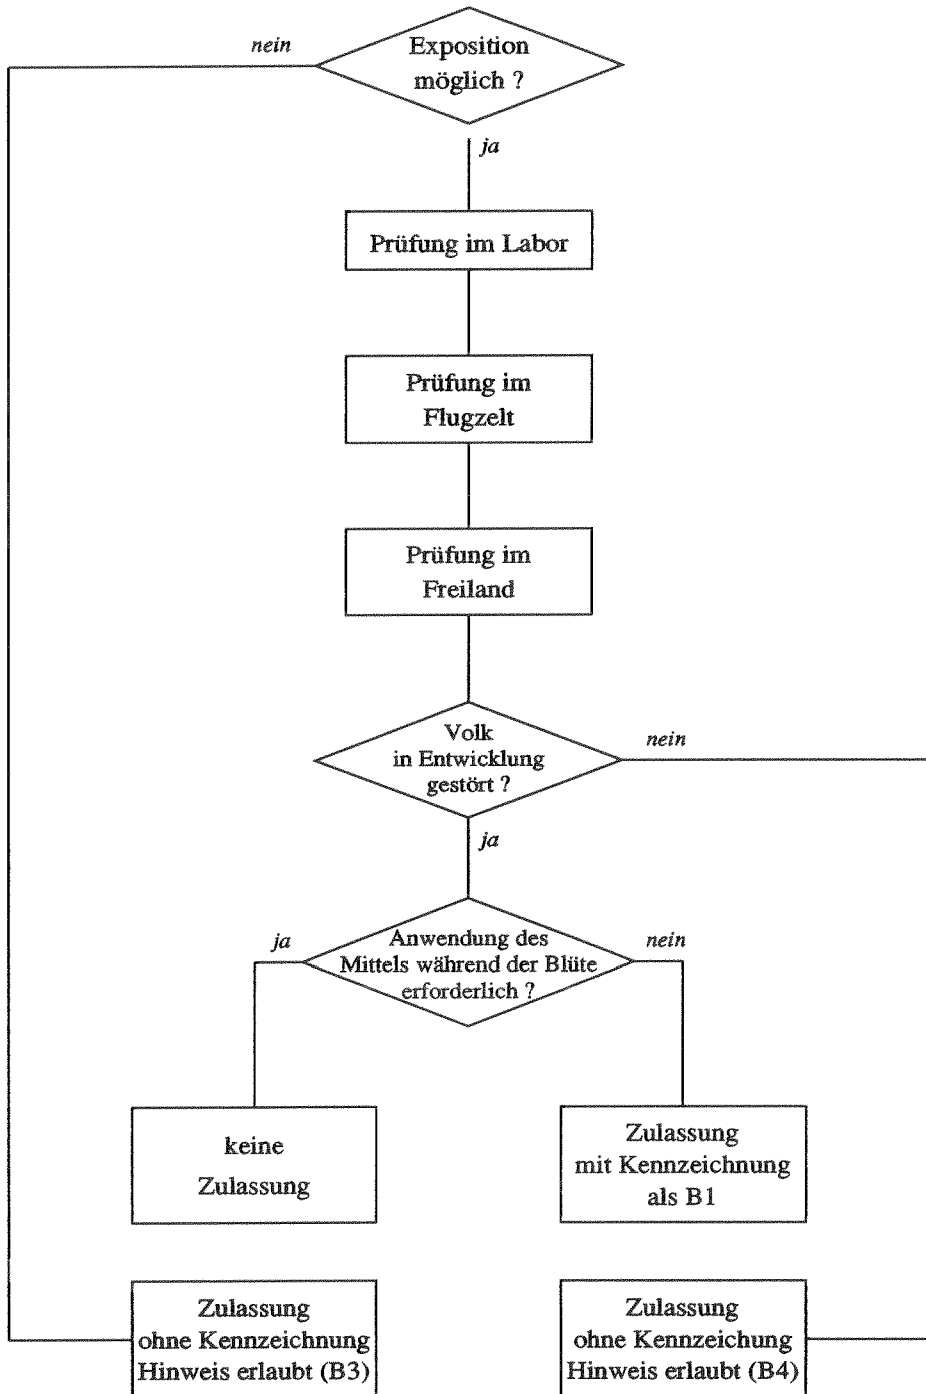 nein
Exposition
möglich ?
ja
Prüfung im Labor
Prüfung im
Flugzelt
Prüfung im
Freiland
Volk
in Entwicklung
gestört ?
nein
ja
ja
Anwendung des
Mittels während der Blüte
erforderlich ?
nein
keine
Zulassung
Zulassung
mit Kennzeichnung
als B1
Zulassung
ohne Kennzeichnung
Hinweis erlaubt (B3)
Zulassung
ohne Kennzeichung
Hinweis erlaubt (B4)